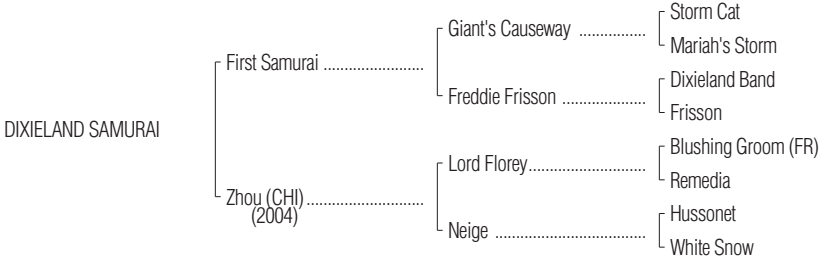 Storm Cat
Giant's Causeway ................
Mariah's Storm
First Samurai ........................
Dixieland Band
Freddie Frisson ....................
Frisson
DIXIELAND SAMURAI
Blushing Groom (FR)
Lord Florey............................
Remedia
Zhou (CHI) ............................
(2004)
Hussonet
Neige .....................................
White Snow